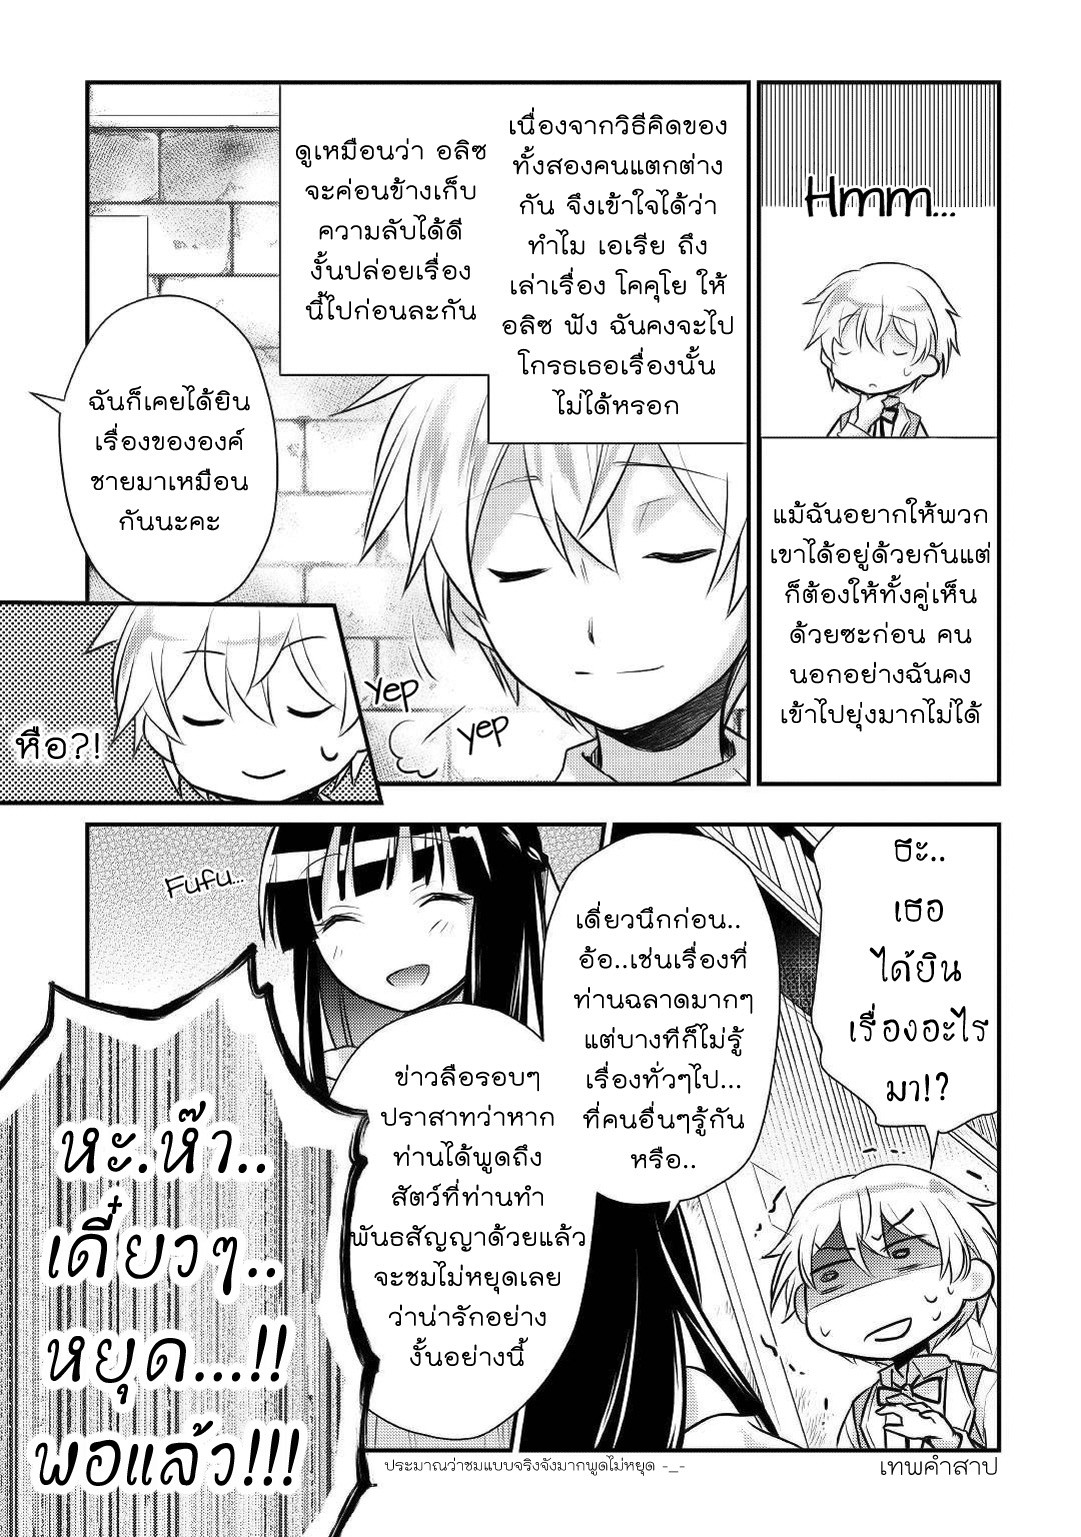 Hmm...
แม้ฉันอยากให้พวก
เขาได้อยู่ด้วยกันแต่
ก็ต้องให้ทั้งคู่เห็น
ด้วยซะก่อน คน
นอกอย่างฉันคง
เข้าไปยุ่งมากไม่ได้
เนื่องจากวิธีคิดของ
ทั้งสองคนแตกต่าง
กัน จึงเข้าใจได้ว่า
ทำไม เอเรีย ถึง
เล่าเรื่อง โคคุโย ให้
อลิซ ฟัง ฉันคงจะไป
โกรธเธอเรื่องนั้น
ไม่ได้หรอก
ดูเหมือนว่า อลิซ
จะค่อนข้างเก็บ
ความลับได้ดี
งั้นปล่อยเรื่อง
นี้ไปก่อนละกัน
yep
yep
ฉันก็เคยได้ยิน
เรื่องขององค์
ชายมาเหมือน
กันนะคะ
หือ?!
ธะ..
เธอ
ได้ยิน
เรื่องอะไร
มา!?
เดี่ยวนึกก่อน..
อ้อ..เช่นเรื่องที่
ท่านฉลาดมากๆ
แต่บางทีก็ไม่รู้
เรื่องทั่วๆไป...
ที่คนอื่นๆรู้กัน
หรือ..
Fufu...
ข่าวลือรอบๆ
ปราสาทว่าหาก
ท่านได้พูดถึง
สัตว์ที่ท่านทำ
พันธสัญญาด้วยแล้ว
จะชมไม่หยุดเลย
ว่าน่ารักอย่าง
งั้นอย่างนี้
หะ.ห๊า..
เดี๋ยวๆ..
หยุด...!!
พอแล้ว!!!
ประมาณว่าชมแบบจริงจังมากพูดไม่หยุด -_-
เทพคำสาป